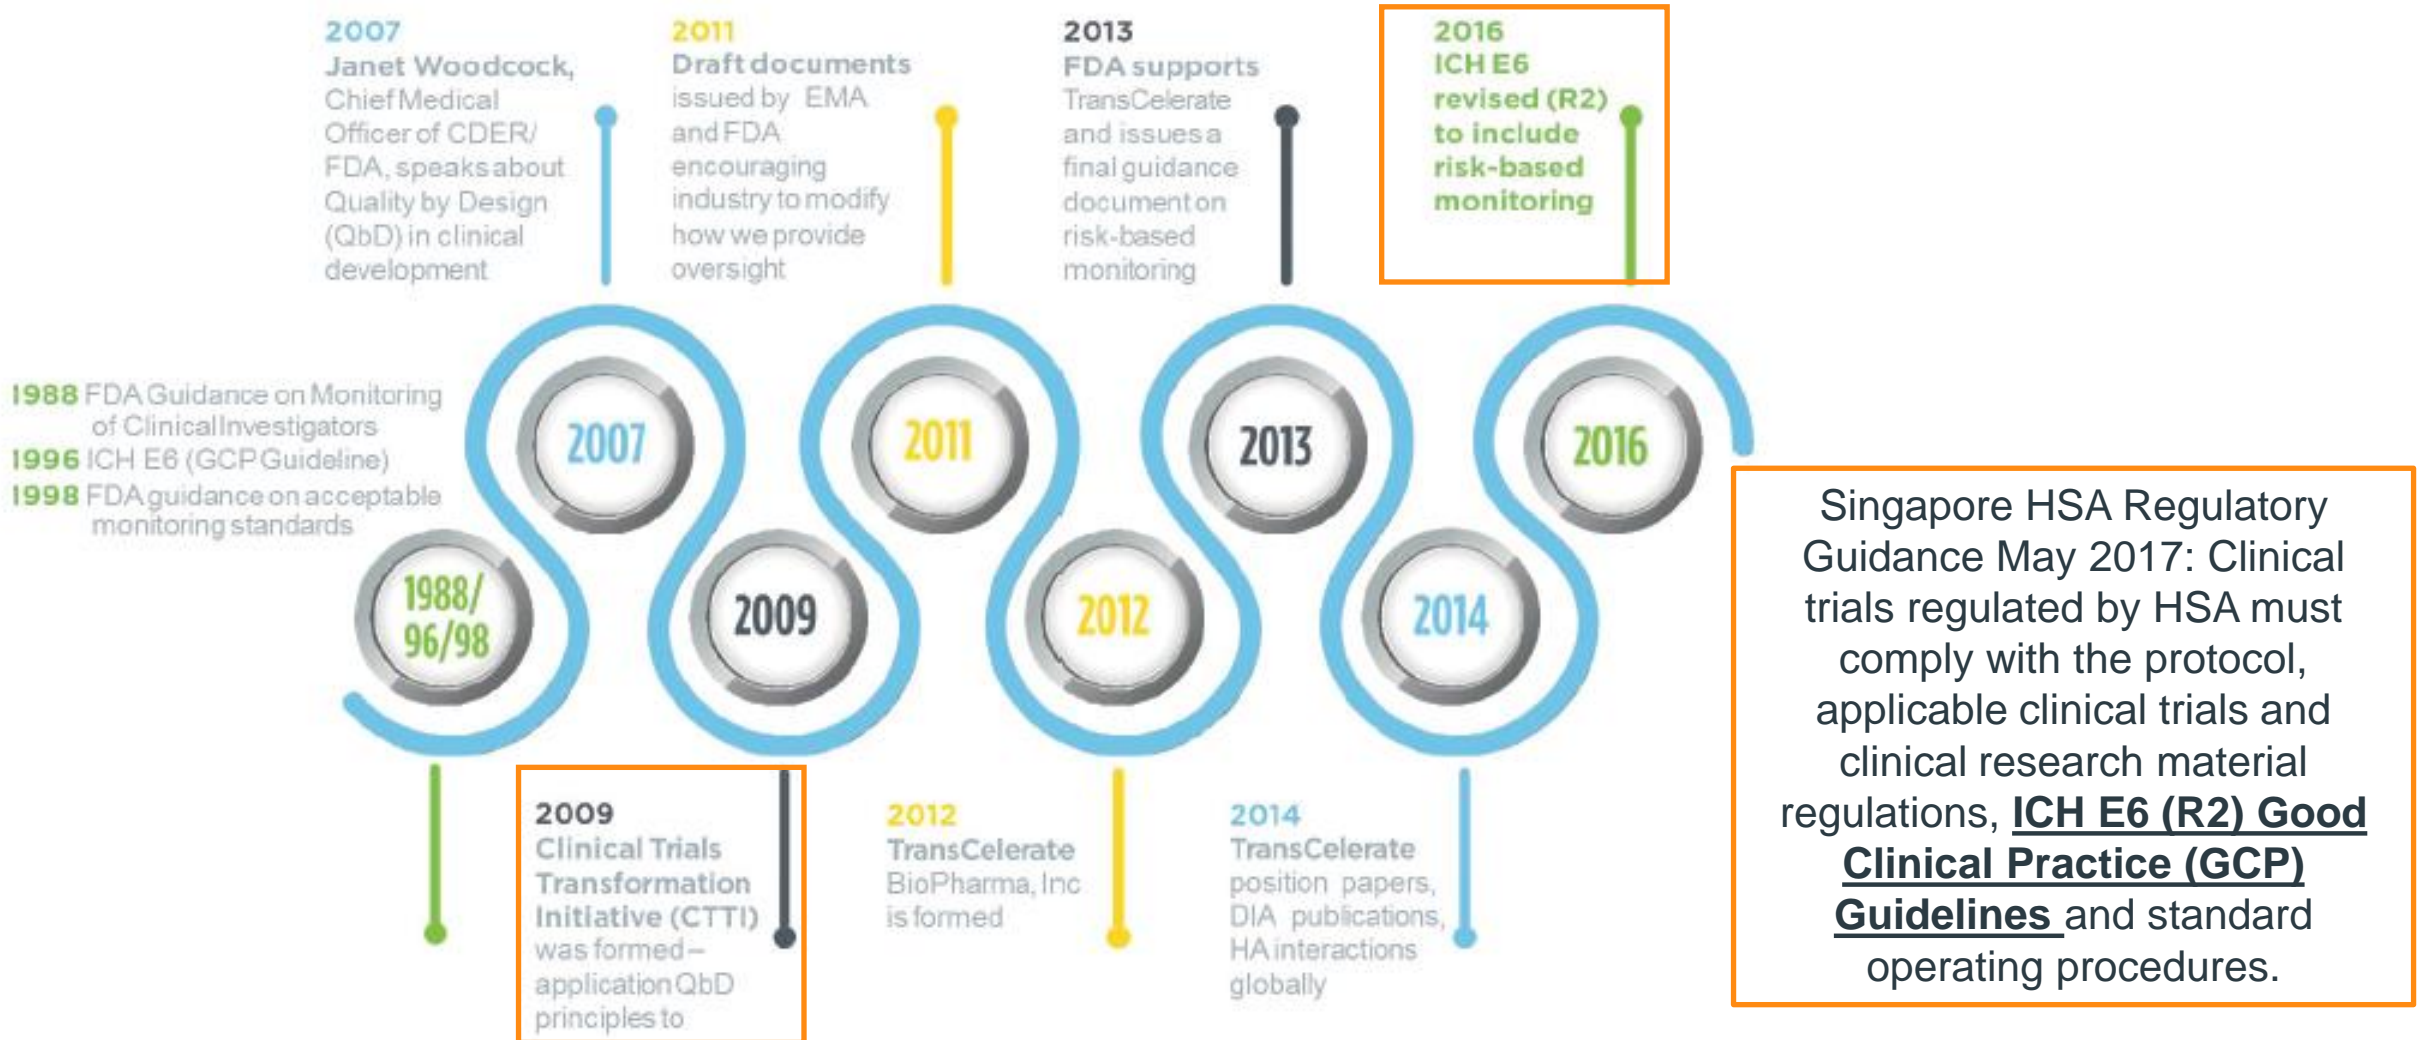 2007
Janet Woodcock,
Chief Medical
Officer of CDER/
FDA, speaks about
Quality by Design
(QbD) in clinical
development
2011
Draft documents
issued by EMA
and FDA
encouraging
industry to modify
how we provide
oversight
2013
FDA supports
TransCelerate
and issues a
final guidance
document on
risk-based
monitoring
2016
ICH E6
revised (R2)
to include
risk-based
monitoring
1988 FDA Guidance on Monitoring
of Clinical Investigators
1996 ICH E6 (GCP Guideline)
1998 FDA guidance on acceptable
monitoring standards
2007
2011
2013
2016
1988/
96/98
2009
2012
2014
2009
Clinical Trials
Transformation
Initiative (CTTI)
was formed–
application QbD
principles to
2012
TransCelerate
BioPharma, Inc
is formed
2014
TransCelerate
position papers,
DIA publications,
HA interactions
globally
Singapore HSA Regulatory
Guidance May 2017: Clinical
trials regulated by HSA must
comply with the protocol,
applicable clinical trials and
clinical research material
regulations, ICH E6 (R2) Good
Clinical Practice (GCP)
Guidelines and standard
operating procedures.